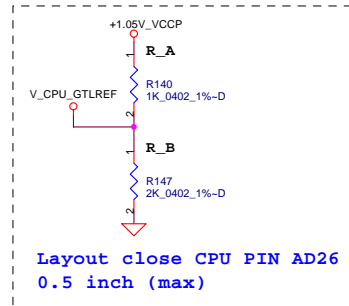 +1.05V_VCCP
1
R_A
R140
1K_0402_1%~D
V_CPU_GTLREF
2
1
R_B
R147
2K_0402_1%~D
2
Layout close CPU PIN AD26
0.5 inch (max)